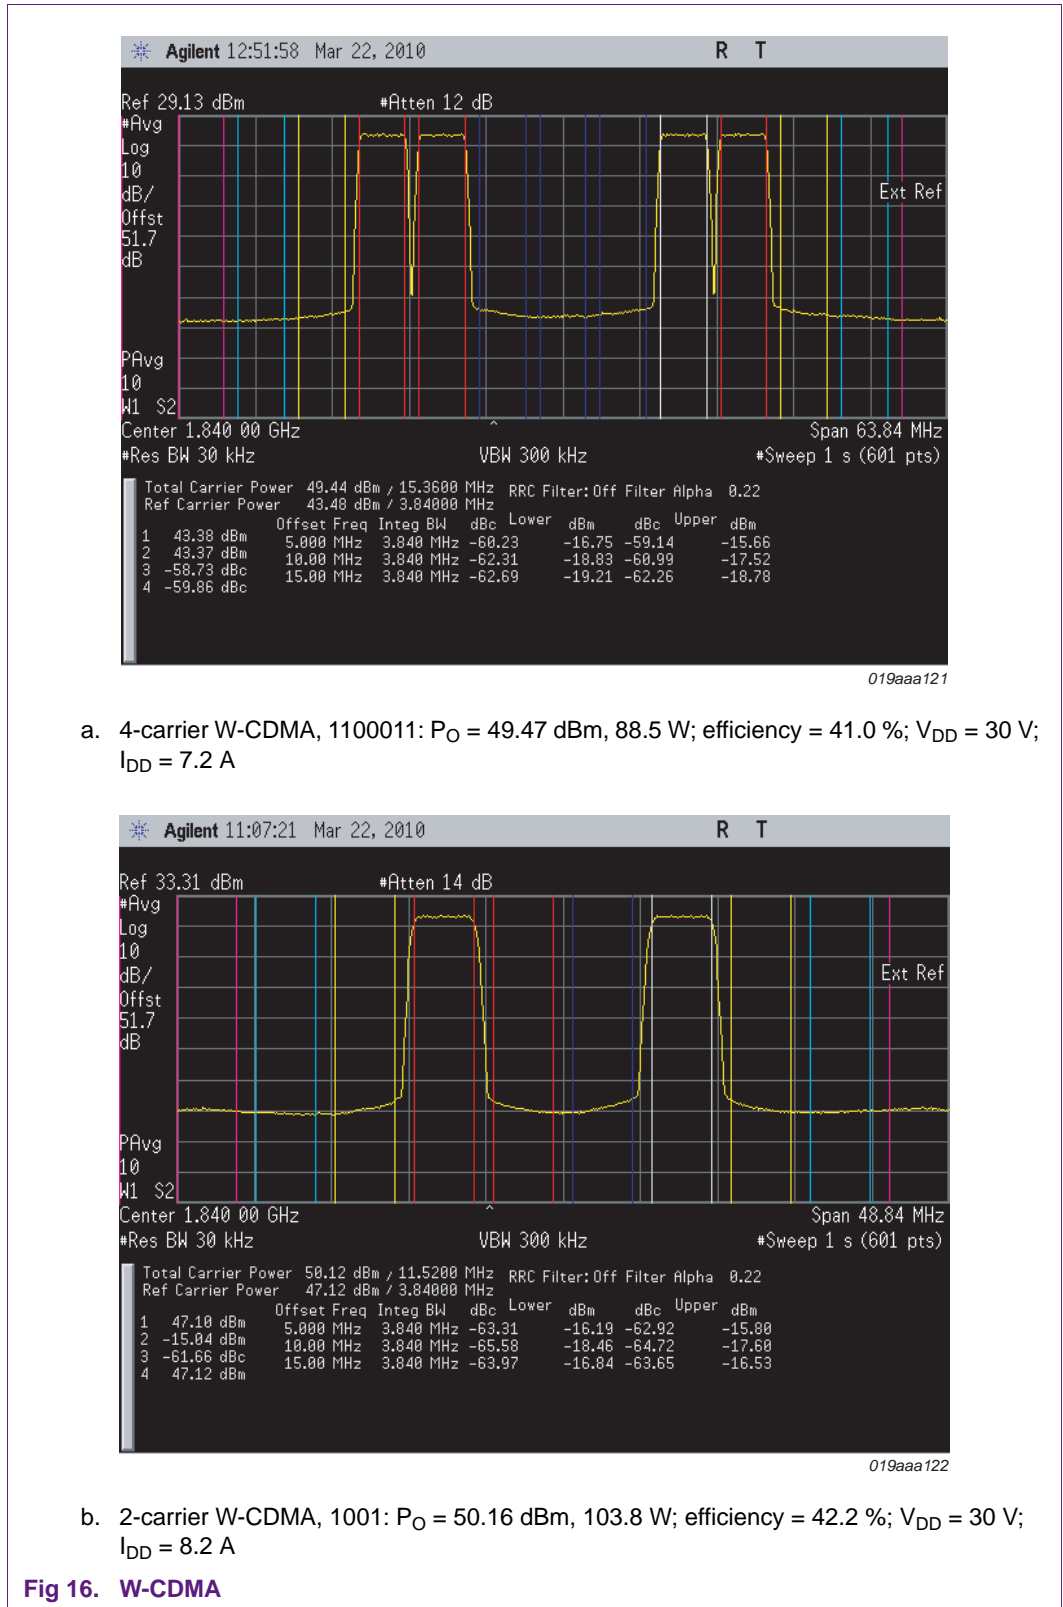 Agilent 12:51:58 Mar 22, 2010 R T
Ref 29.13 dBm #Atten 12 dB
#Avg
Log
10
dB/
Offst
51.7
dB
Ext Ref
PAvg
10
W1 S2
Center 1.840 00 GHz Span 63.84 MHz
#Res BW 30 kHz VBW 300 kHz #Sweep 1 s (601 pts)
Total Carrier Power 49.44 dBm / 15.3600 MHz RRC Filter: Off Filter Alpha 0.22
Ref Carrier Power 43.48 dBm / 3.84000 MHz
Offset Freq Integ BW dBc Lower dBm dBc Upper dBm
1 43.38 dBm 5.000 MHz 3.840 MHz -60.23 -16.75 -59.14 -15.66
2 43.37 dBm 10.00 MHz 3.840 MHz -62.31 -18.83 -60.99 -17.52
3 -58.73 dBc 15.00 MHz 3.840 MHz -62.69 -19.21 -62.26 -18.78
4 -59.86 dBc
019aaa121
a. 4-carrier W-CDMA, 1100011: PO = 49.47 dBm, 88.5 W; efficiency = 41.0 %; VDD = 30 V;
IDD = 7.2 A
Agilent 11:07:21 Mar 22, 2010 R T
Ref 33.31 dBm #Atten 14 dB
#Avg
Log
10
dB/
Offst
51.7
dB
Ext Ref
PAvg
10
W1 S2
Center 1.840 00 GHz Span 48.84 MHz
#Res BW 30 kHz VBW 300 kHz #Sweep 1 s (601 pts)
Total Carrier Power 50.12 dBm / 11.5200 MHz RRC Filter: Off Filter Alpha 0.22
Ref Carrier Power 47.12 dBm / 3.84000 MHz
Offset Freq Integ BW dBc Lower dBm dBc Upper dBm
1 47.10 dBm 5.000 MHz 3.840 MHz -63.31 -16.19 -62.92 -15.80
2 -15.04 dBm 10.00 MHz 3.840 MHz -65.58 -18.46 -64.72 -17.60
3 -61.66 dBc 15.00 MHz 3.840 MHz -63.97 -16.84 -63.65 -16.53
4 47.12 dBm
019aaa122
b. 2-carrier W-CDMA, 1001: PO = 50.16 dBm, 103.8 W; efficiency = 42.2 %; VDD = 30 V;
IDD = 8.2 A
Fig 16. W-CDMA